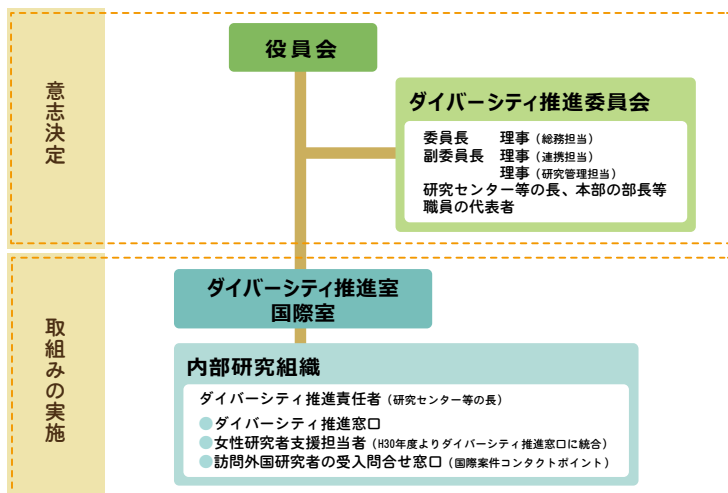 意志決定
役員会
ダイバーシティ推進委員会
委員長 理事（総務担当）
副委員長 理事（連携担当）
理事（研究管理担当）
研究センター等の長、本部の部長等
職員の代表者
取組みの実施
ダイバーシティ推進室
国際室
内部研究組織
ダイバーシティ推進責任者（研究センター等の長）
●ダイバーシティ推進窓口
●女性研究者支援担当者（H30年度よりダイバーシティ推進窓口に統合）
●訪問外国研究者の受入問合せ窓口（国際案件コンタクトポイント）